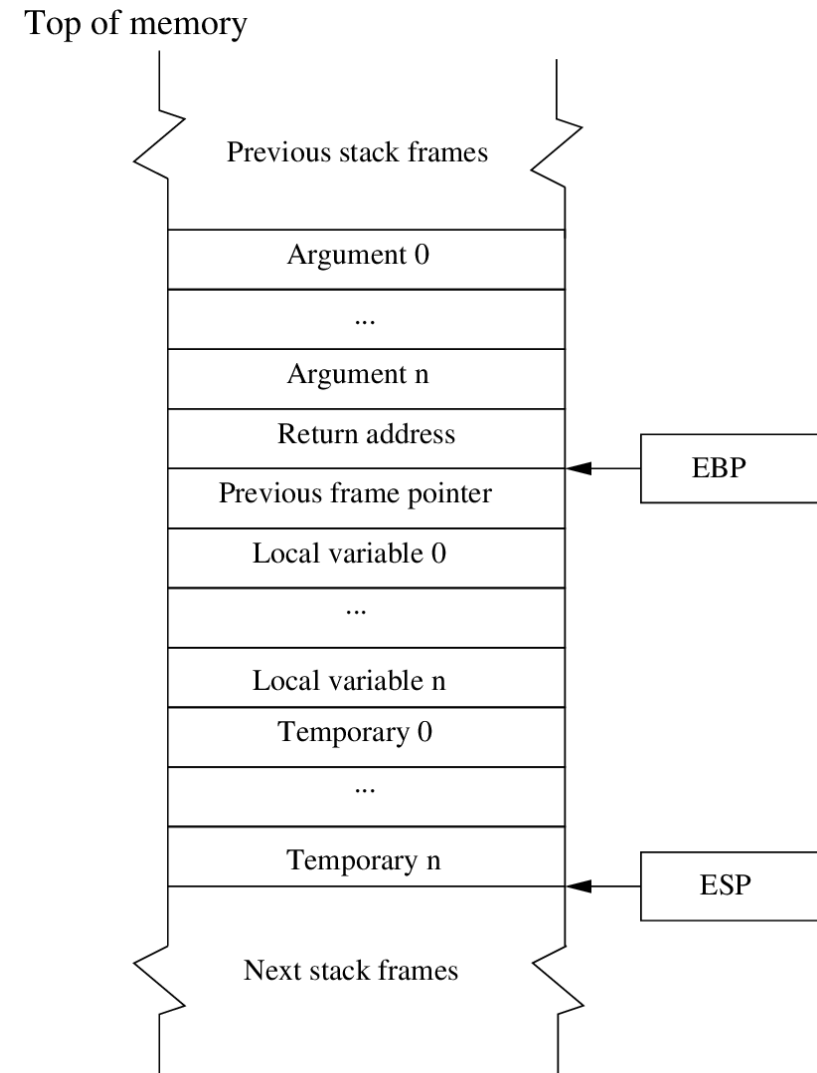 Top of memory
Previous stack frames
Argument 0
...
Argument n
Return address
EBP
Previous frame pointer
Local variable 0
...
Local variable n
Temporary 0
...
Temporary n
ESP
Next stack frames